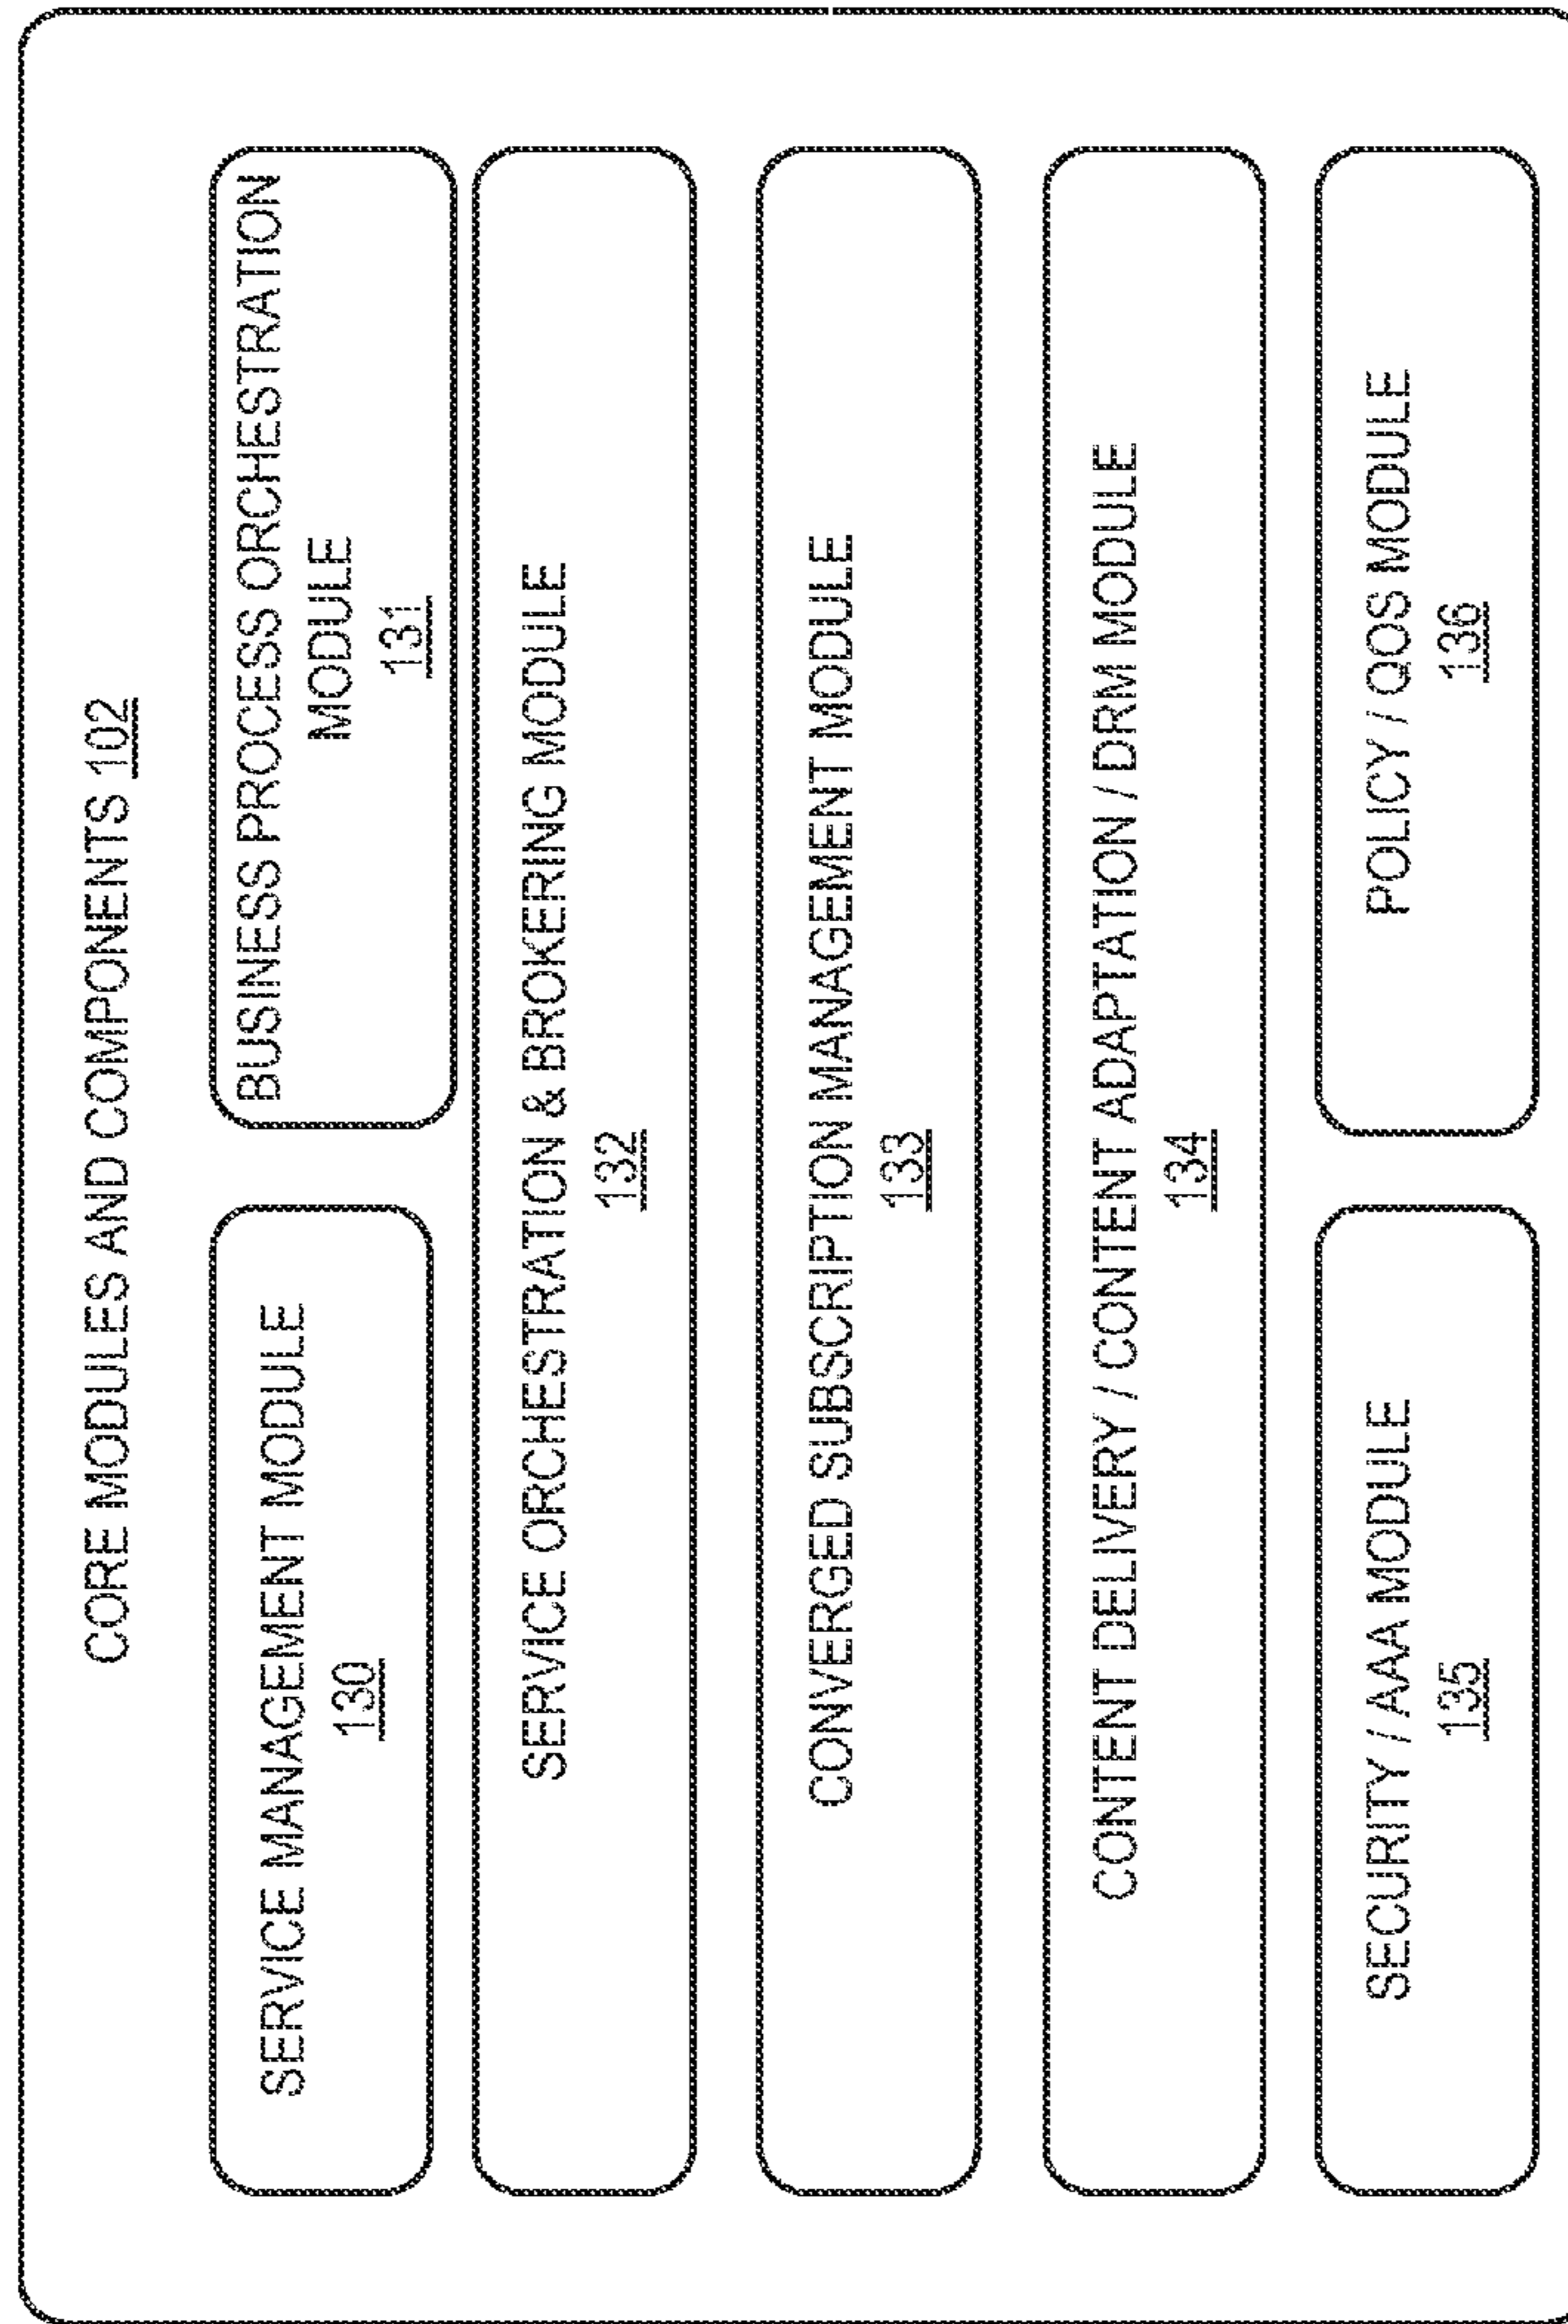 CORE MODULES AND COMPONENTS 102
SERVICE MANAGEMENT MODULE
130
BUSINESS PROCESS ORCHESTRATION
MODULE
131
SERVICE ORCHESTRATION & BROKERING MODULE
132
CONVERGED SUBSCRIPTION MANAGEMENT MODULE
133
CONTENT DELIVERY / CONTENT ADAPTATION / DRM MODULE
134
SECURITY / AAA MODULE
135
POLICY / QOS MODULE
136